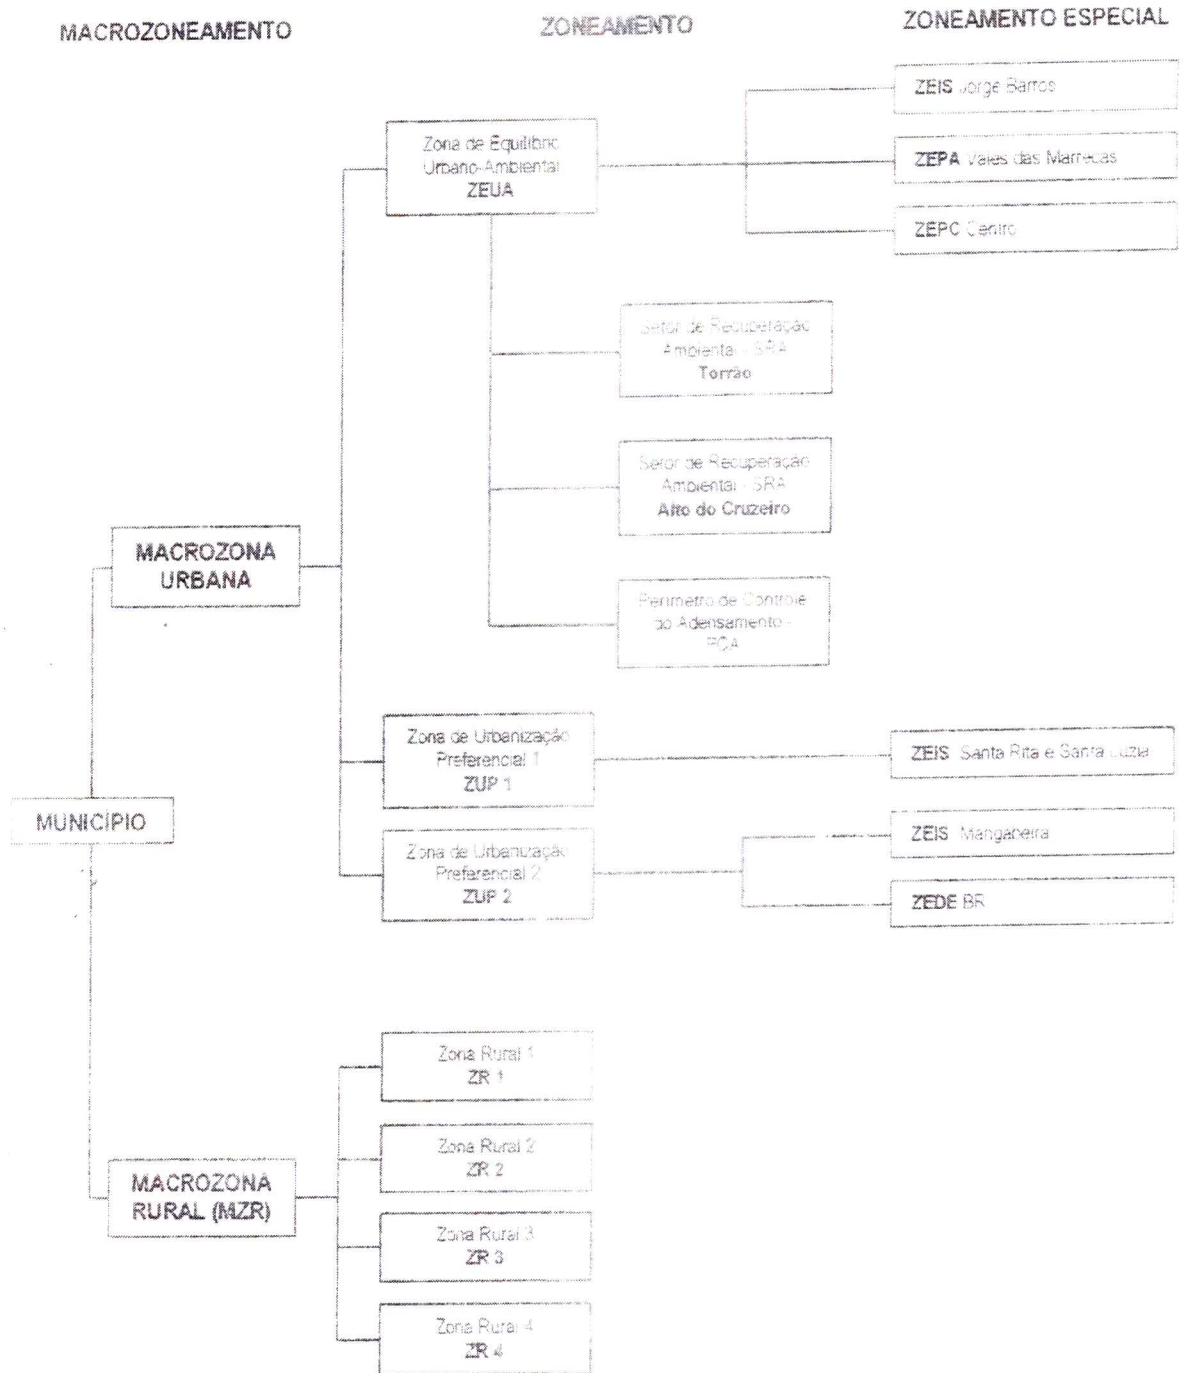 MACROZONEAMENTO
ZONEAMENTO
ZONEAMENTO ESPECIAL
Zona de Equilíbrio
Urbano-Ambiental
ZEUA
ZEIS Jorge Barros
ZEPA Vales das Marrecas
ZEPC Centro
Setor de Recuperação
Ambiental - SRA
Torrão
Setor de Recuperação
Ambiental - SRA
Alto do Cruzeiro
Perímetro de Controle
do Adensamento -
PCA
MACROZONA
URBANA
Zona de Urbanização
Preferencial 1
ZUP 1
ZEIS Santa Rita e Santa Luzia
MUNICÍPIO
Zona de Urbanização
Preferencial 2
ZUP 2
ZEIS Mangabeira
ZEDE BR
MACROZONA
RURAL (MZR)
Zona Rural 1
ZR 1
Zona Rural 2
ZR 2
Zona Rural 3
ZR 3
Zona Rural 4
ZR 4